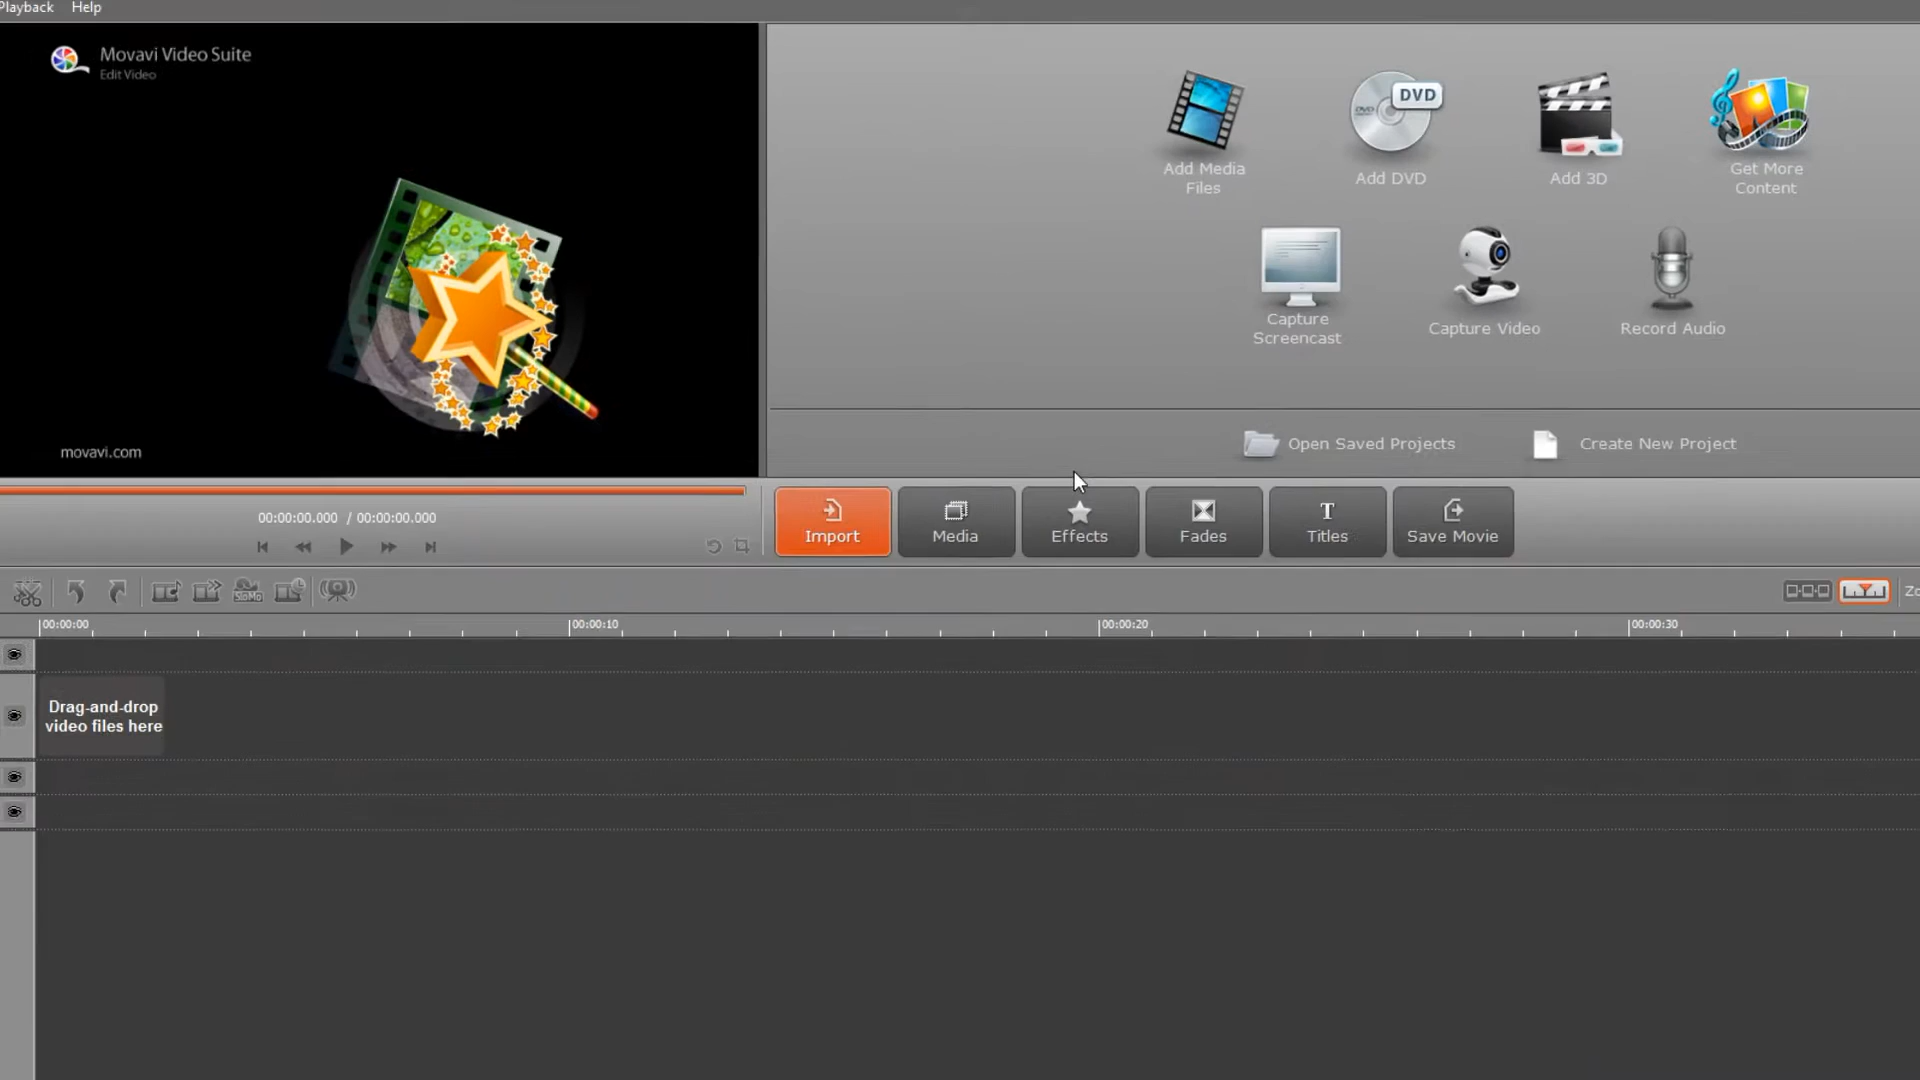 Playback Help
Movavi Video Suite
Edit Video
movavi.com
DVD
Add Media
Files
Add DVD
Add 3D
Get More
Content
Capture
Screencast
Capture Video
Record Audio
Open Saved Projects
Create New Project
00:00:00.000 / 00:00:00.000
Import
Media
Effects
Fades
T
Titles
Save Movie
SloMo
00:00:00
00:00:10
00:00:20
00:00:30
Drag-and-drop
video files here